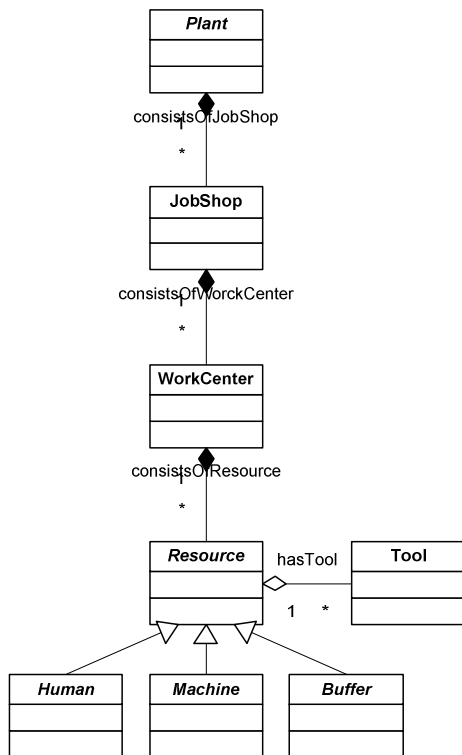 Plant
consistsOfJobShop
1
*
JobShop
consistsOfWorckCenter
1
*
WorkCenter
consistsOfResource
1
*
Resource
hasTool
Tool
1 *
Human
Machine
Buffer